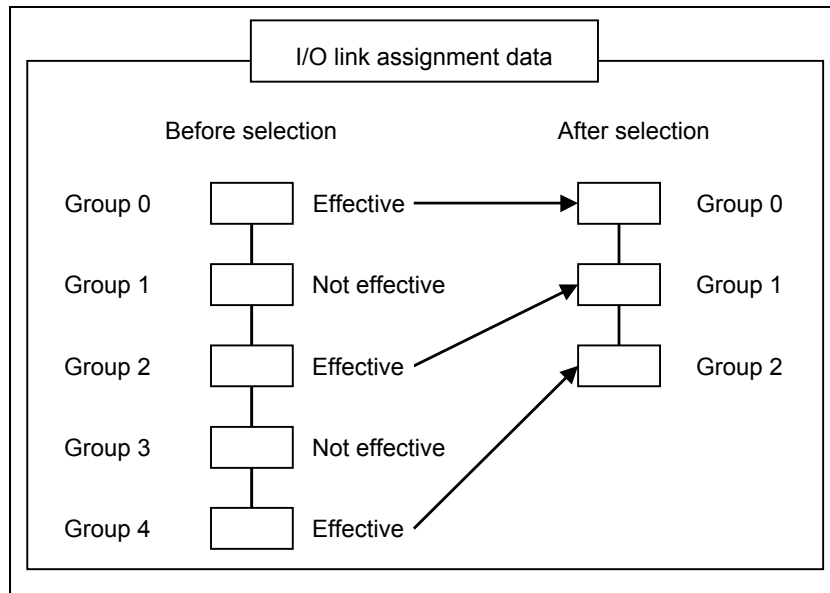 I/O link assignment data
Before selection After selection
Group 0 Effective Group 0
Group 1 Not effective Group 1
Group 2 Effective Group 2
Group 3 Not effective
Group 4 Effective